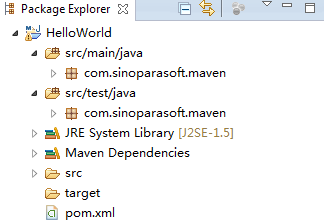 Package Explorer
HelloWorld
src/main/java
com.sinoparasoft.maven
src/test/java
com.sinoparasoft.maven
JRE System Library [J2SE-1.5]
Maven Dependencies
src
target
pom.xml